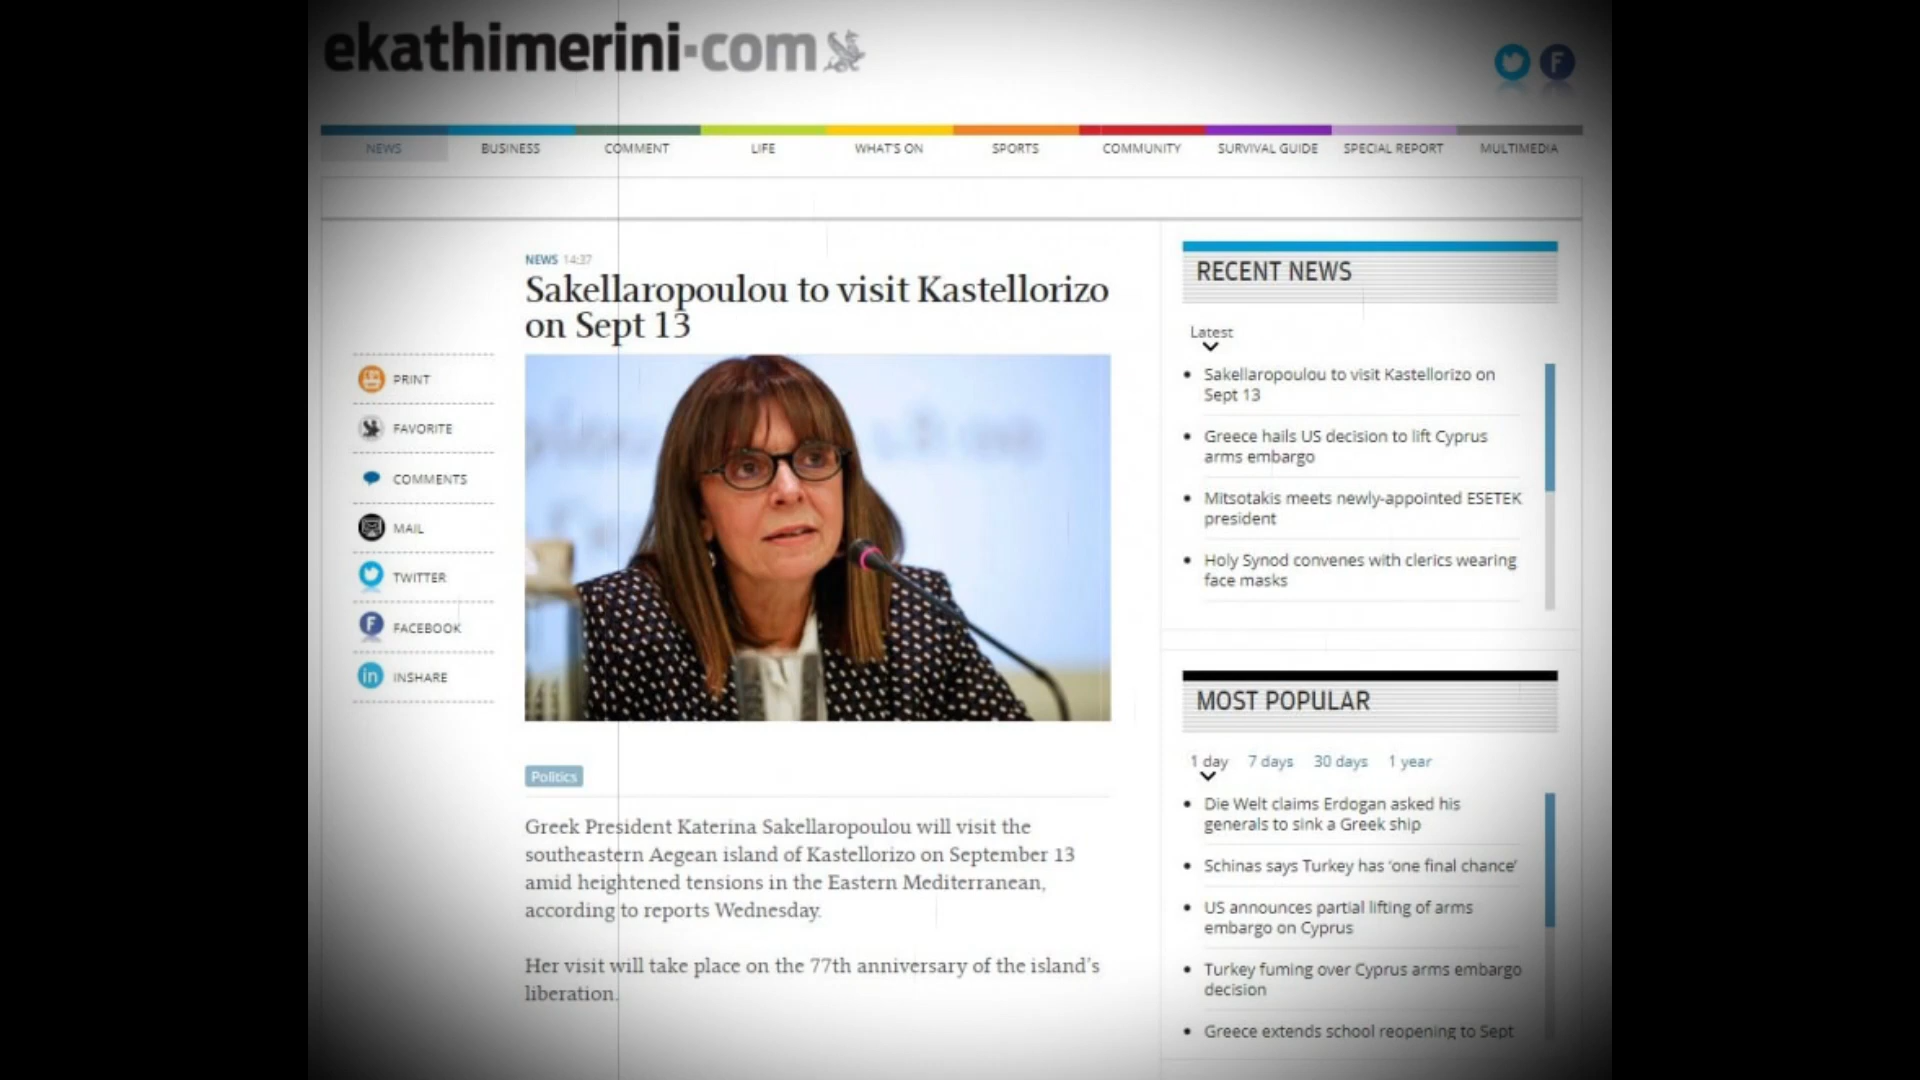 ekathimerini·com
NEWS BUSINESS COMMENT LIFE WHAT'S ON SPORTS COMMUNITY SURVIVAL GUIDE SPECIAL REPORT MULTIMEDIA
NEWS 14:37
Sakellaropoulou to visit Kastellorizo
on Sept 13
PRINT
FAVORITE
COMMENTS
MAIL
TWITTER
FACEBOOK
in INSHARE
Politics
Greek President Katerina Sakellaropoulou will visit the
southeastern Aegean island of Kastellorizo on September 13
amid heightened tensions in the Eastern Mediterranean,
according to reports Wednesday.
Her visit will take place on the 77th anniversary of the island's
liberation.
RECENT NEWS
Latest
Sakellaropoulou to visit Kastellorizo on
Sept 13
Greece hails US decision to lift Cyprus
arms embargo
Mitsotakis meets newly-appointed ESETEK
president
Holy Synod convenes with clerics wearing
face masks
MOST POPULAR
1 day 7 days 30 days 1 year
Die Welt claims Erdogan asked his
generals to sink a Greek ship
Schinas says Turkey has ‘one final chance’
US announces partial lifting of arms
embargo on Cyprus
Turkey fuming over Cyprus arms embargo
decision
Greece extends school reopening to Sept